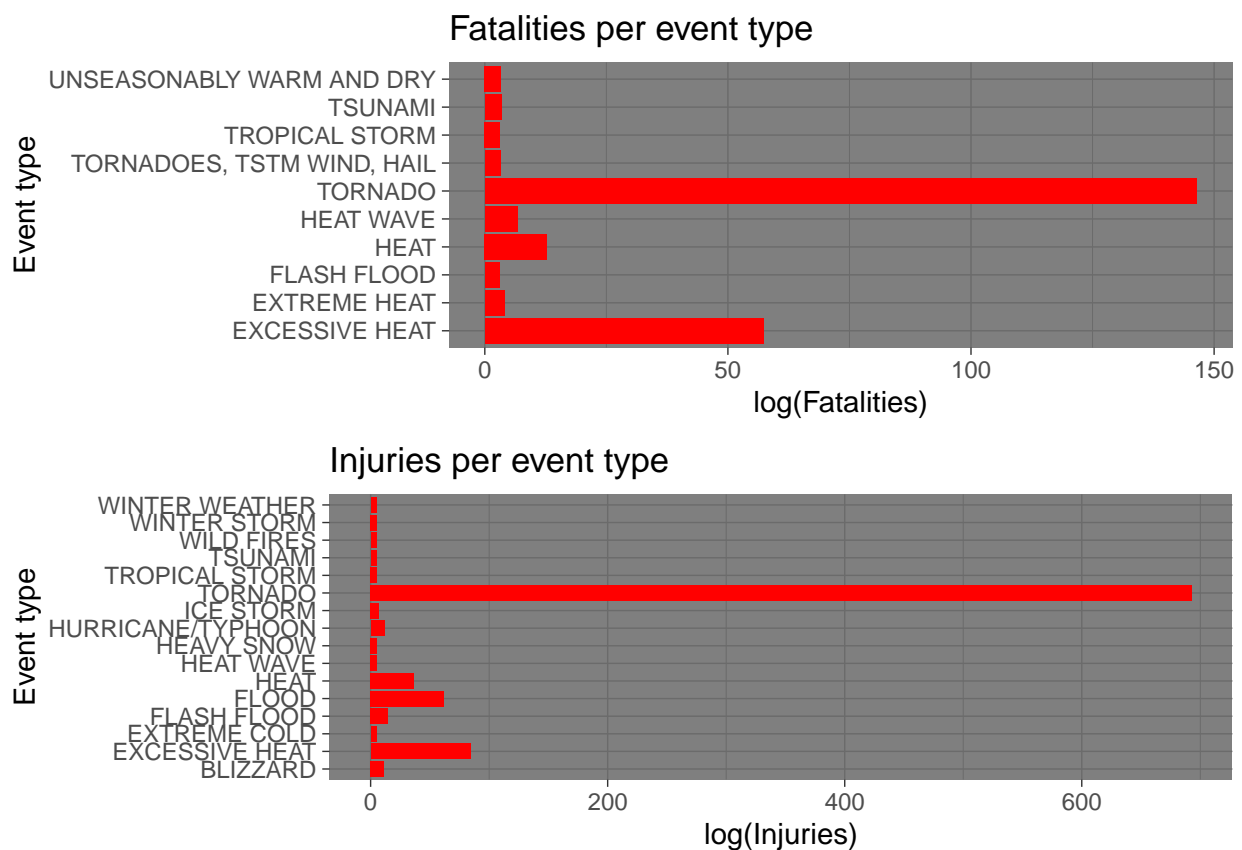 Fatalities per event type
Event type
UNSEASONABLY WARM AND DRY
TSUNAMI
TROPICAL STORM
TORNADOES, TSTM WIND, HAIL
TORNADO
HEAT WAVE
HEAT
FLASH FLOOD
EXTREME HEAT
EXCESSIVE HEAT
0 50 100 150
log(Fatalities)
Injuries per event type
Event type
WINTER WEATHER
WINTER STORM
WILD FIRES
TSUNAMI
TROPICAL STORM
TORNADO
ICE STORM
HURRICANE/TYPHOON
HEAVY SNOW
HEAT WAVE
HEAT
FLOOD
FLASH FLOOD
EXTREME COLD
EXCESSIVE HEAT
BLIZZARD
0 200 400 600
log(Injuries)